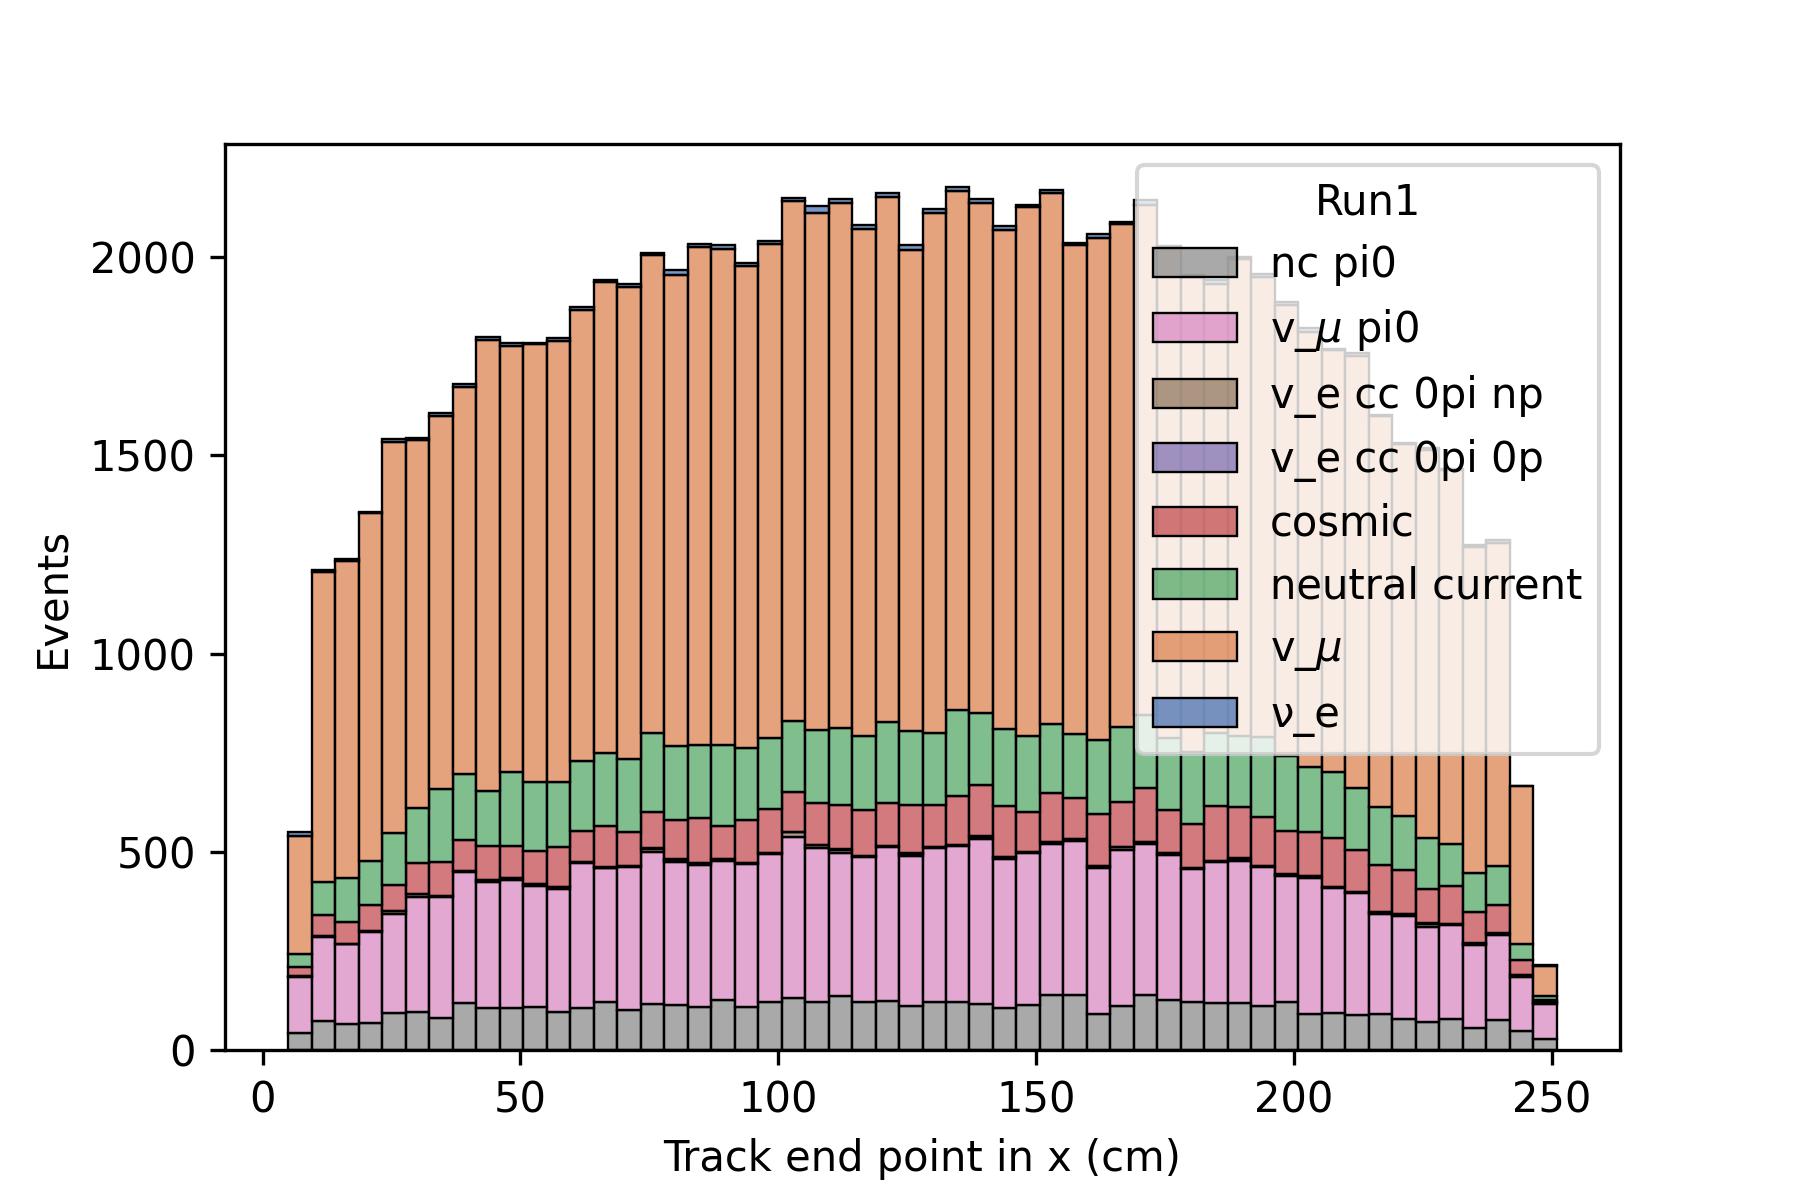 Run1
nc pi0
v_μ pi0
v_e cc 0pi np
v_e cc 0pi 0p
cosmic
neutral current
v_μ
ν_e
2000
1500
1000
500
0
Events
0 50 100 150 200 250
Track end point in x (cm)